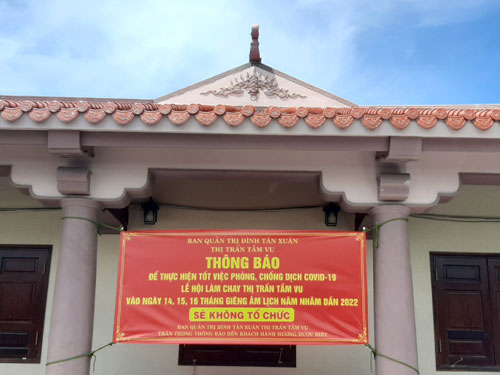 BAN QUẢN TRỊ ĐÌNH TÂN XUÂN
THỊ TRẤN TẦM VU
THÔNG BÁO
ĐỂ THỰC HIỆN TỐT VIỆC PHÒNG, CHỐNG DỊCH COVID-19
LỄ HỘI LÀM CHAY THỊ TRẤN TẦM VU
VÀO NGÀY 14, 15, 16 THÁNG GIÊNG ÂM LỊCH NĂM NHÂM DẦN 2022
SẼ KHÔNG TỔ CHỨC
BAN QUẢN TRỊ ĐÌNH TÂN XUÂN THỊ TRẤN TẦM VU
TRÂN TRỌNG THÔNG BÁO ĐẾN KHÁCH HÀNH HƯƠNG ĐƯỢC BIẾT